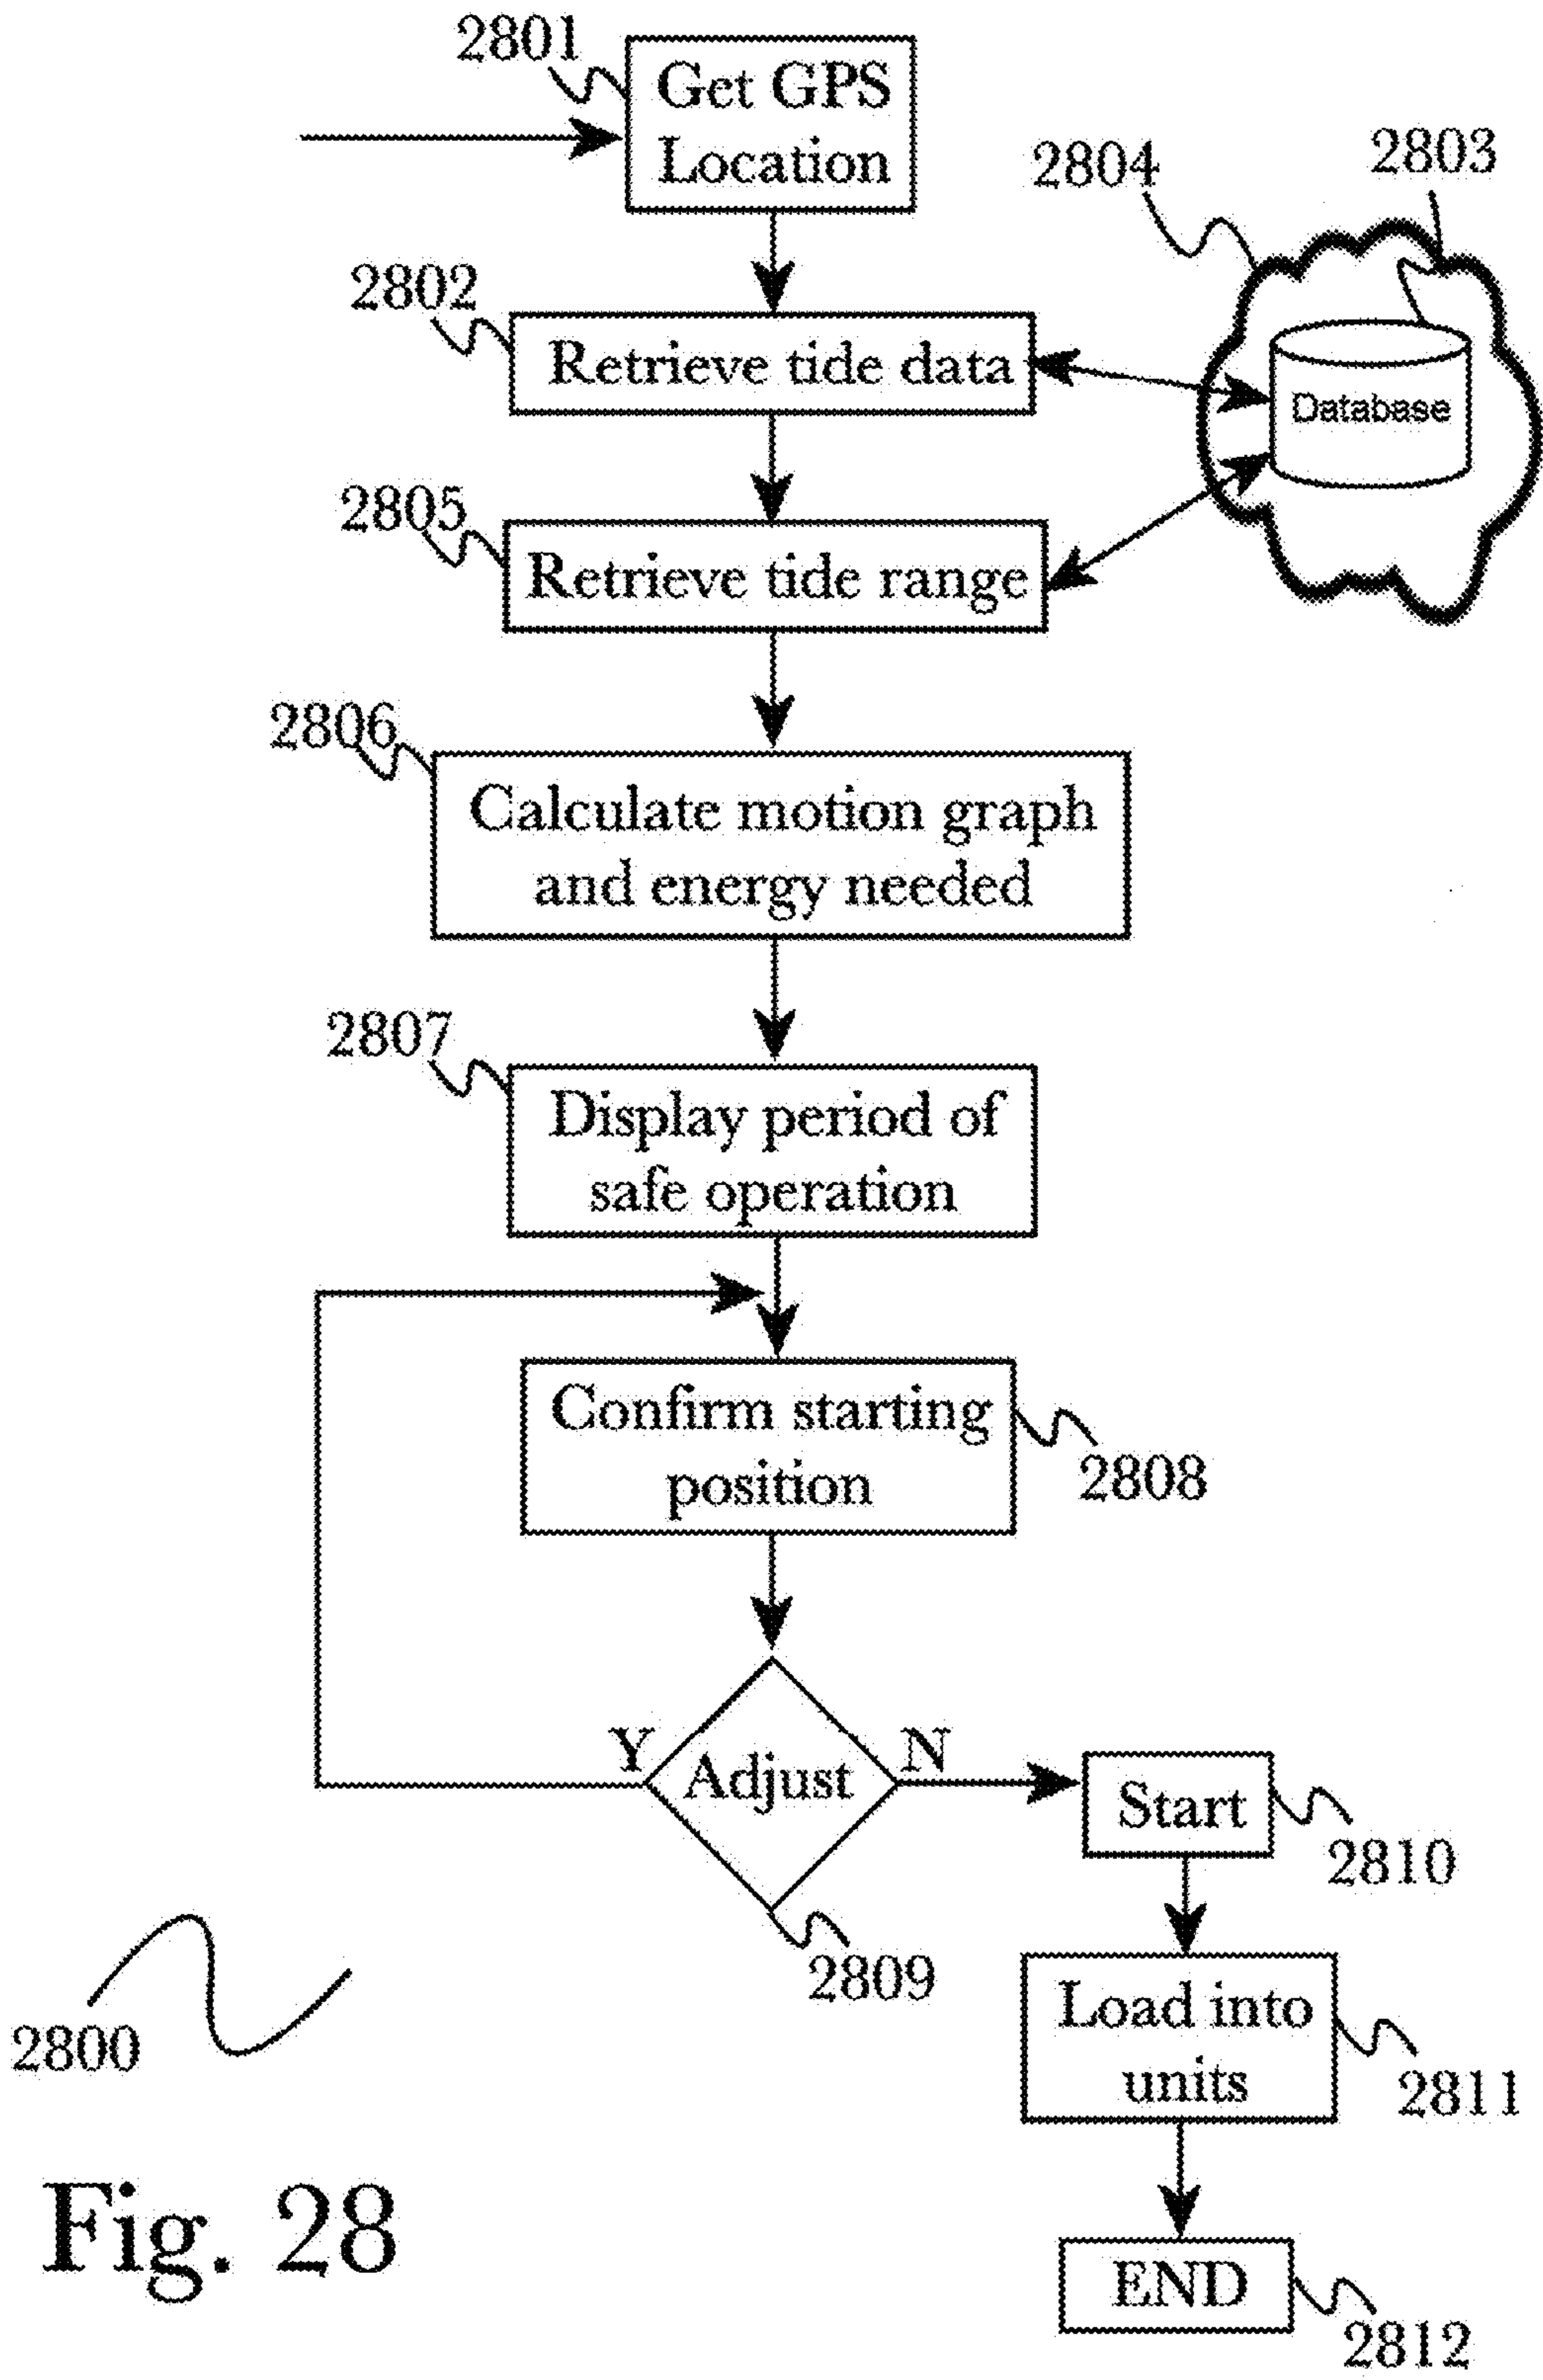 2801
Get GPS
Location
2804
2803
2802
Retrieve tide data
Database
2805
Retrieve tide range
2806
Calculate motion graph
and energy needed
2807
Display period of
safe operation
Confirm starting
position
2808
Y
Adjust
N
Start
2810
2809
Load into
units
2811
2800
Fig. 28
END
2812